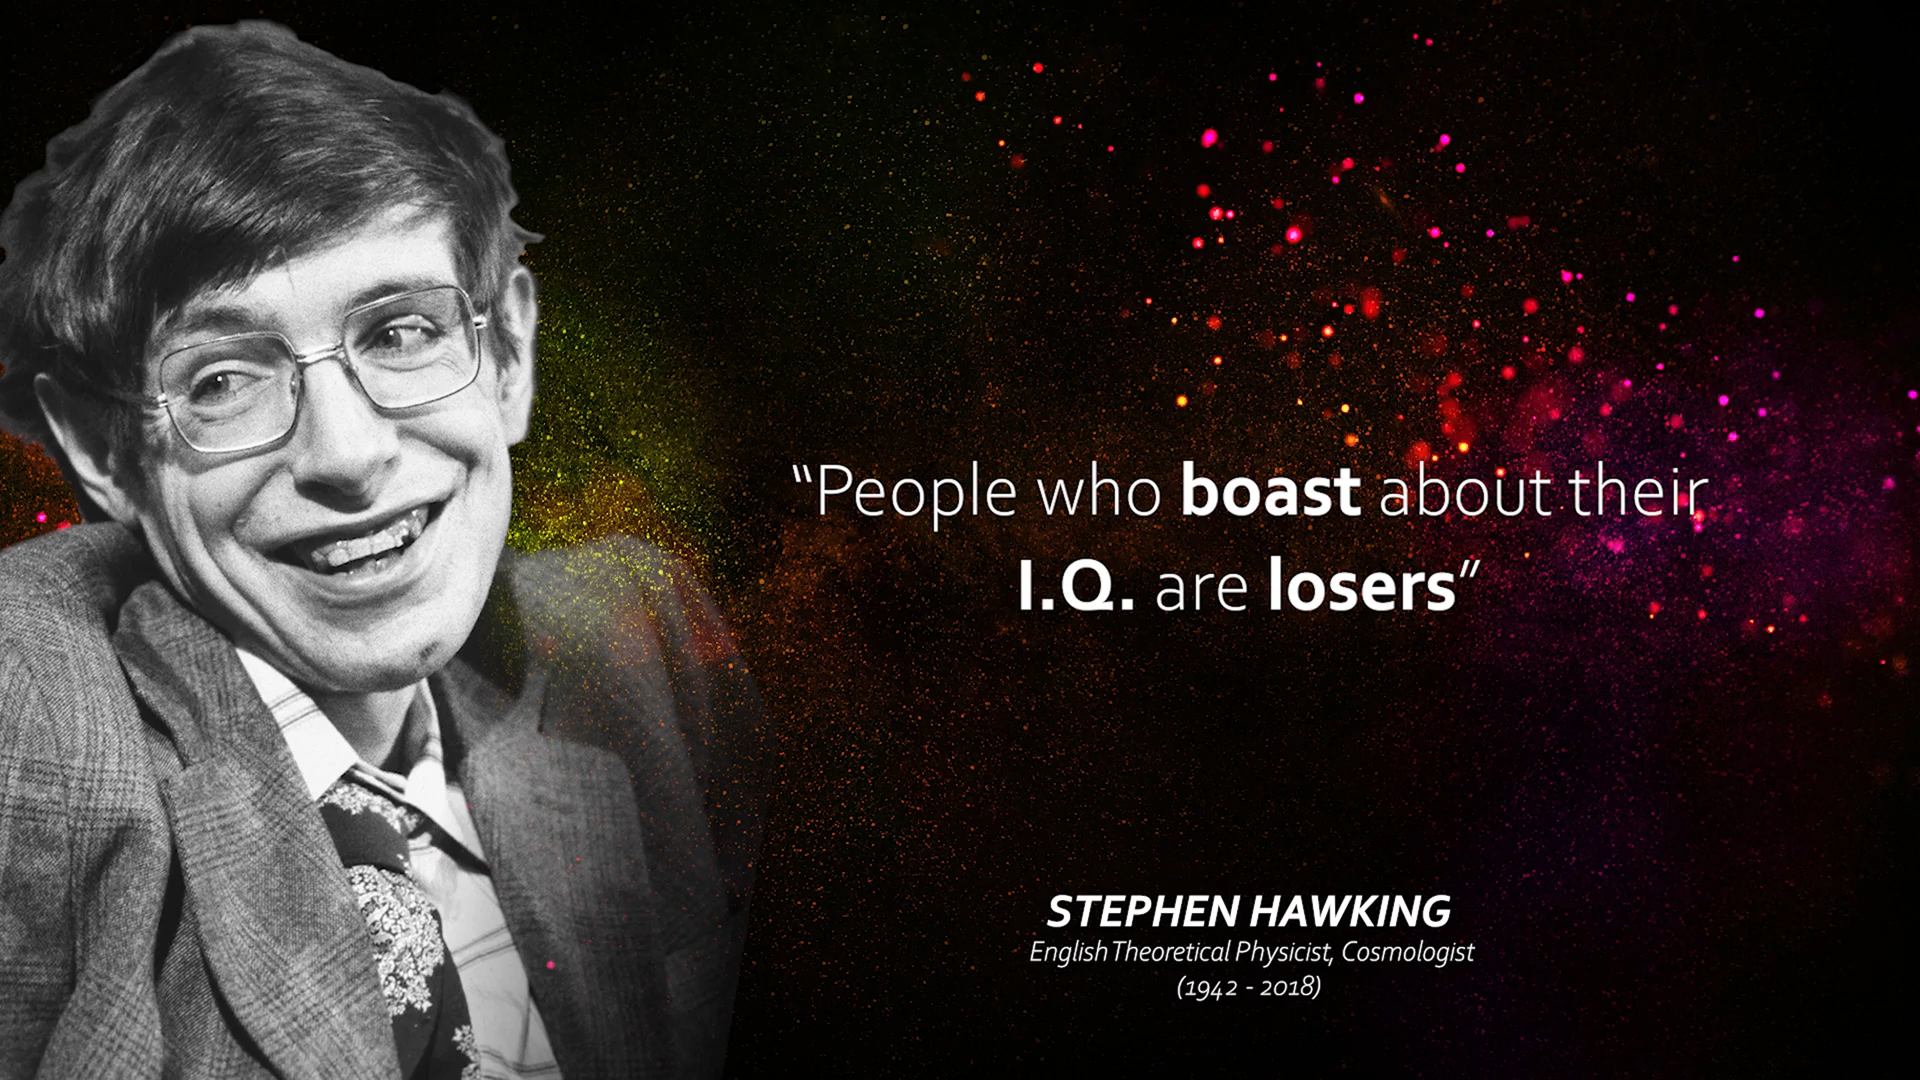 “People who boast about their
I.Q. are losers”
STEPHEN HAWKING
English Theoretical Physicist, Cosmologist
(1942 - 2018)